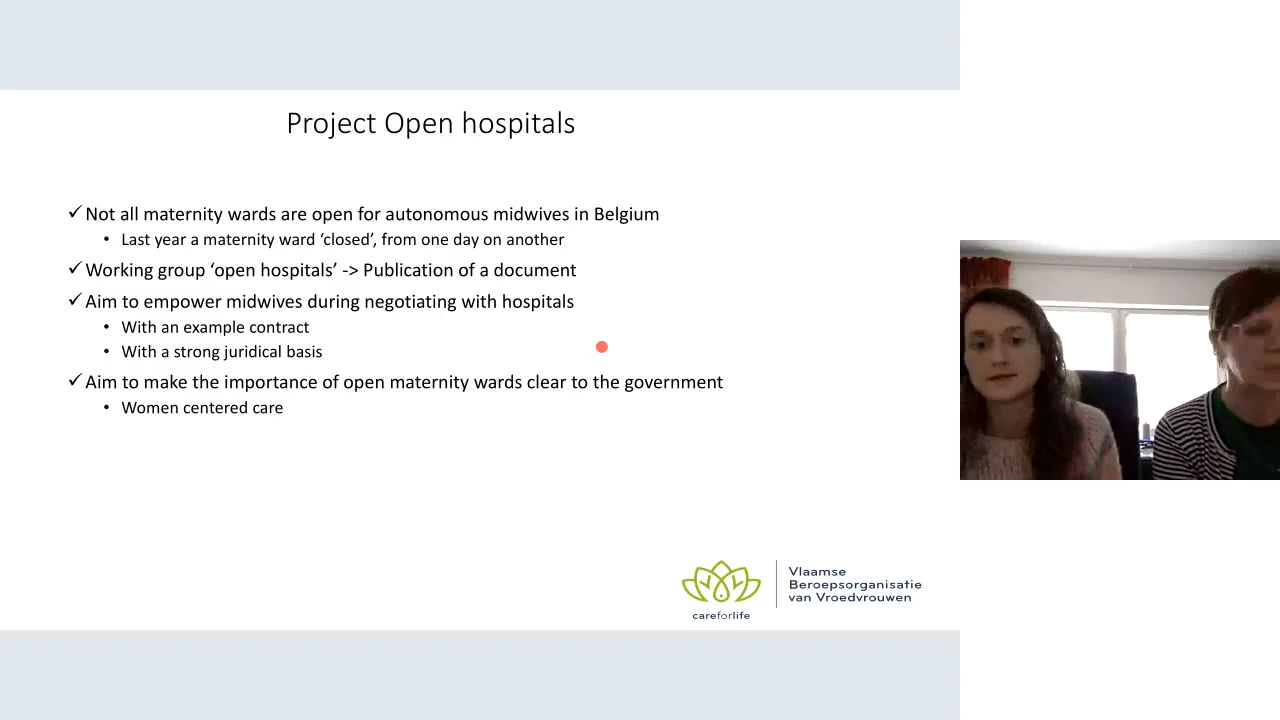 Project Open hospitals
✓ Not all maternity wards are open for autonomous midwives in Belgium
• Last year a maternity ward ‘closed’, from one day on another
✓ Working group ‘open hospitals’ -> Publication of a document
✓ Aim to empower midwives during negotiating with hospitals
• With an example contract
• With a strong juridical basis
✓ Aim to make the importance of open maternity wards clear to the government
• Women centered care
careforlife
Vlaamse
Beroepsorganisatie
van Vroedvrouwen